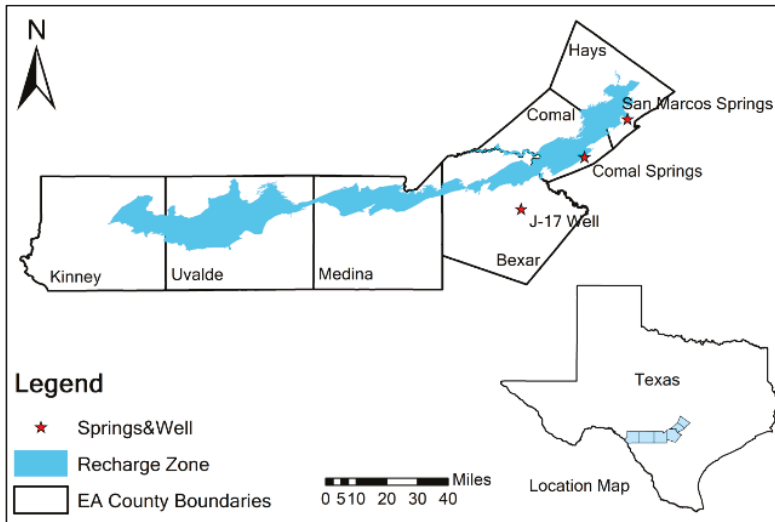 N
Hays
San Marcos Springs
Comal
Comal Springs
J-17 Well
Kinney
Uvalde
Medina
Bexar
Legend
Springs&Well
Recharge Zone
EA County Boundaries
Miles
0 5 10 20 30 40
Texas
Location Map